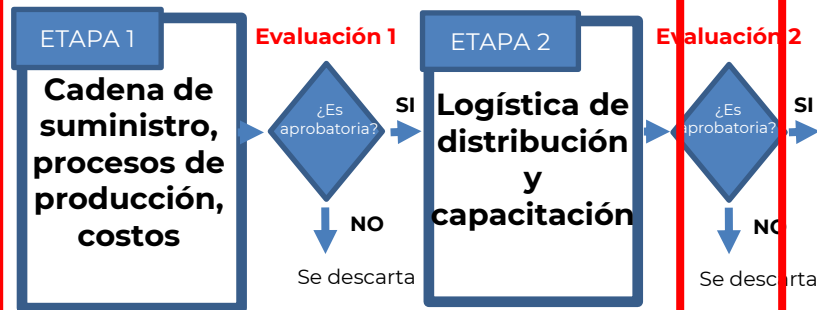 ETAPA 1
Cadena de
suministro,
procesos de
producción,
costos
Evaluación 1
¿Es
aprobatoria?
SI
NO
Se descarta
ETAPA 2
Logística de
distribución
y
capacitación
Evaluación 2
¿Es
aprobatoria?
SI
NO
Se descarta